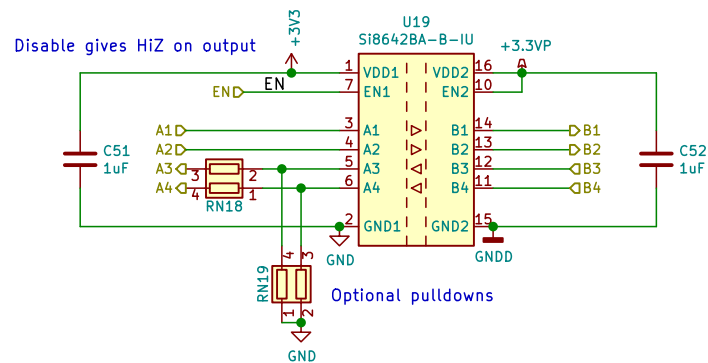 U19
Si8642BA-B-IU
Disable gives HiZ on output
+3V3
+3.3VP
1 VDD1 VDD2 16
EN EN 7 EN1 EN2 10
A1 3 A1 B1 14 B1
A2 4 A2 B2 13 B2
A3 3 2 5 A3 B3 12 B3
A4 4 1 6 A4 B4 11 B4
RN18
C51
1uF
C52
1uF
2 GND1 GND2 15
GND
GNDD
4 3
RN19
1 2
Optional pulldowns
GND